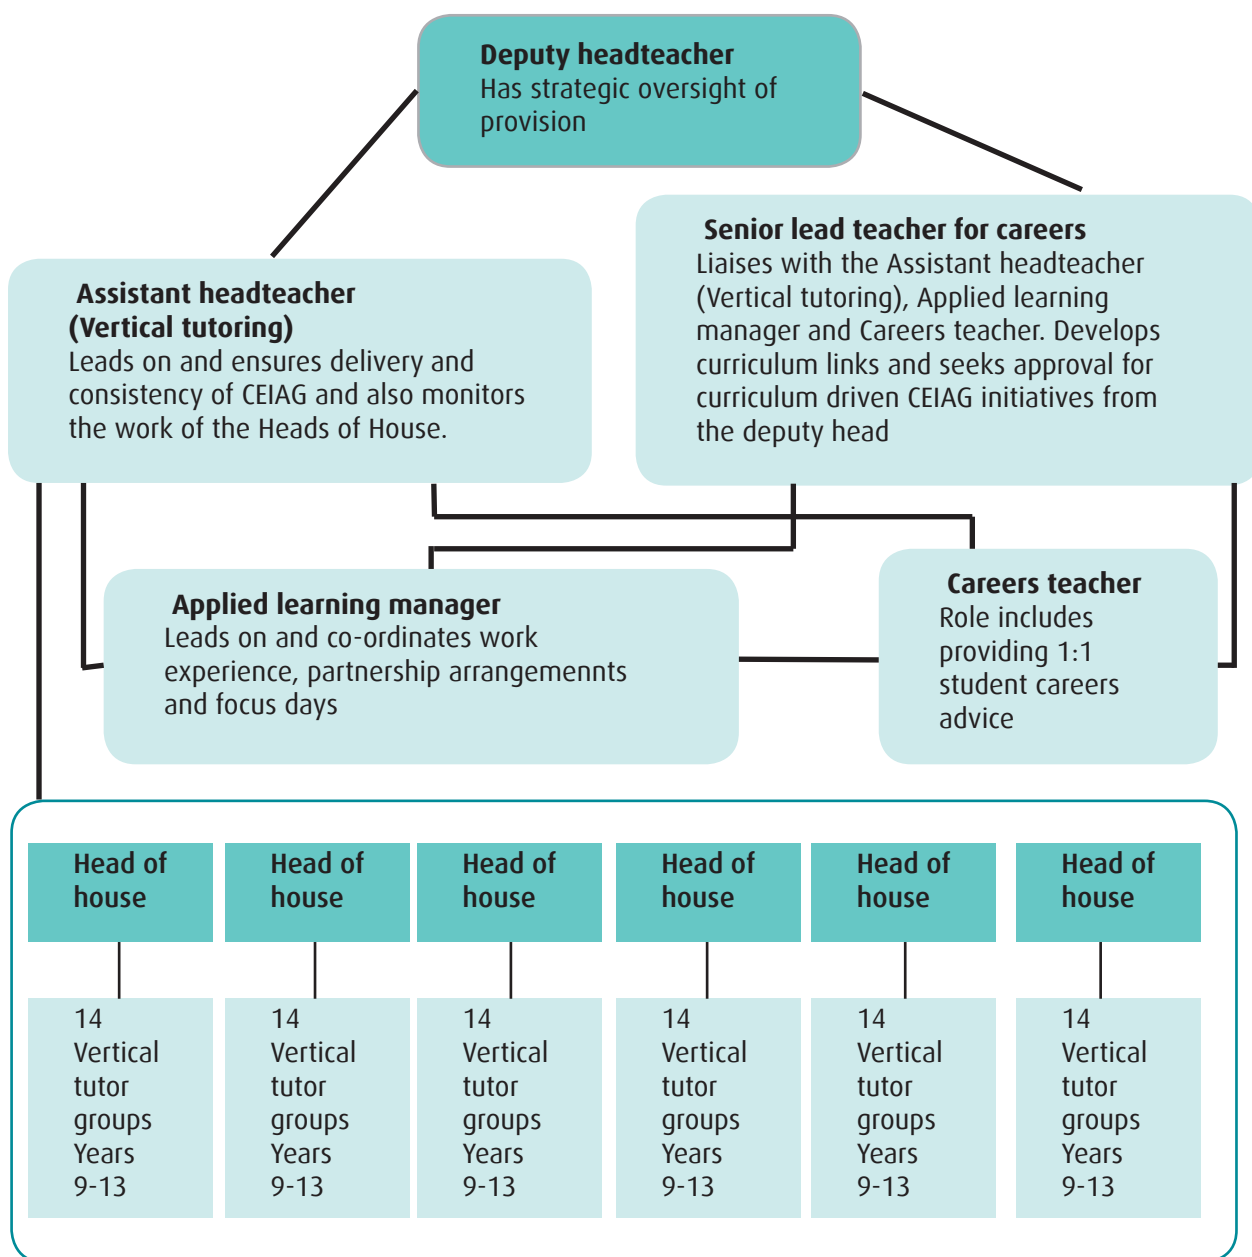 Deputy headteacher
Has strategic oversight of
provision
Senior lead teacher for careers
Liaises with the Assistant headteacher
(Vertical tutoring), Applied learning
manager and Careers teacher. Develops
curriculum links and seeks approval for
curriculum driven CEIAG initiatives from
the deputy head
Assistant headteacher
(Vertical tutoring)
Leads on and ensures delivery and
consistency of CEIAG and also monitors
the work of the Heads of House.
Applied learning manager
Leads on and co-ordinates work
experience, partnership arrangemennts
and focus days
Careers teacher
Role includes
providing 1:1
student careers
advice
Head of
house
Head of
house
Head of
house
Head of
house
Head of
house
Head of
house
14
Vertical
tutor
groups
Years
9-13
14
Vertical
tutor
groups
Years
9-13
14
Vertical
tutor
groups
Years
9-13
14
Vertical
tutor
groups
Years
9-13
14
Vertical
tutor
groups
Years
9-13
14
Vertical
tutor
groups
Years
9-13